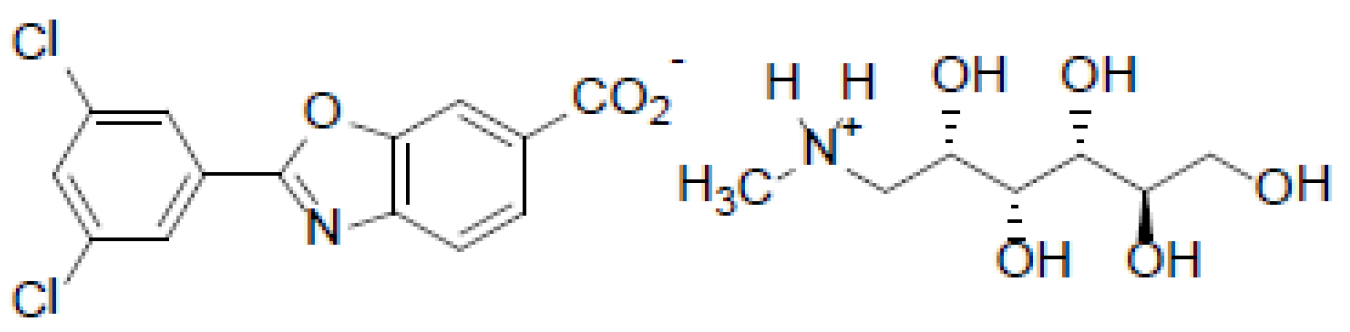 Cl
O
CO2 -
N
Cl
H H
N+
H3C
OH OH
OH
OH OH